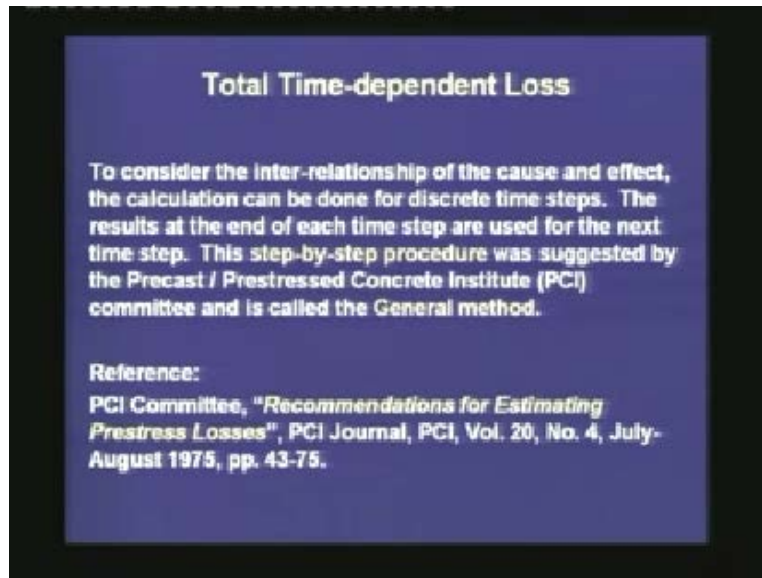 Total Time-dependent Loss
To consider the inter-relationship of the cause and effect,
the calculation can be done for discrete time steps. The
results at the end of each time step are used for the next
time step. This step-by-step procedure was suggested by
the Precast / Prestressed Concrete Institute (PCI)
committee and is called the General method.
Reference:
PCI Committee, "Recommendations for Estimating
Prestress Losses", PCI Journal, PCI, Vol. 20, No. 4, July-
August 1975, pp. 43-75.